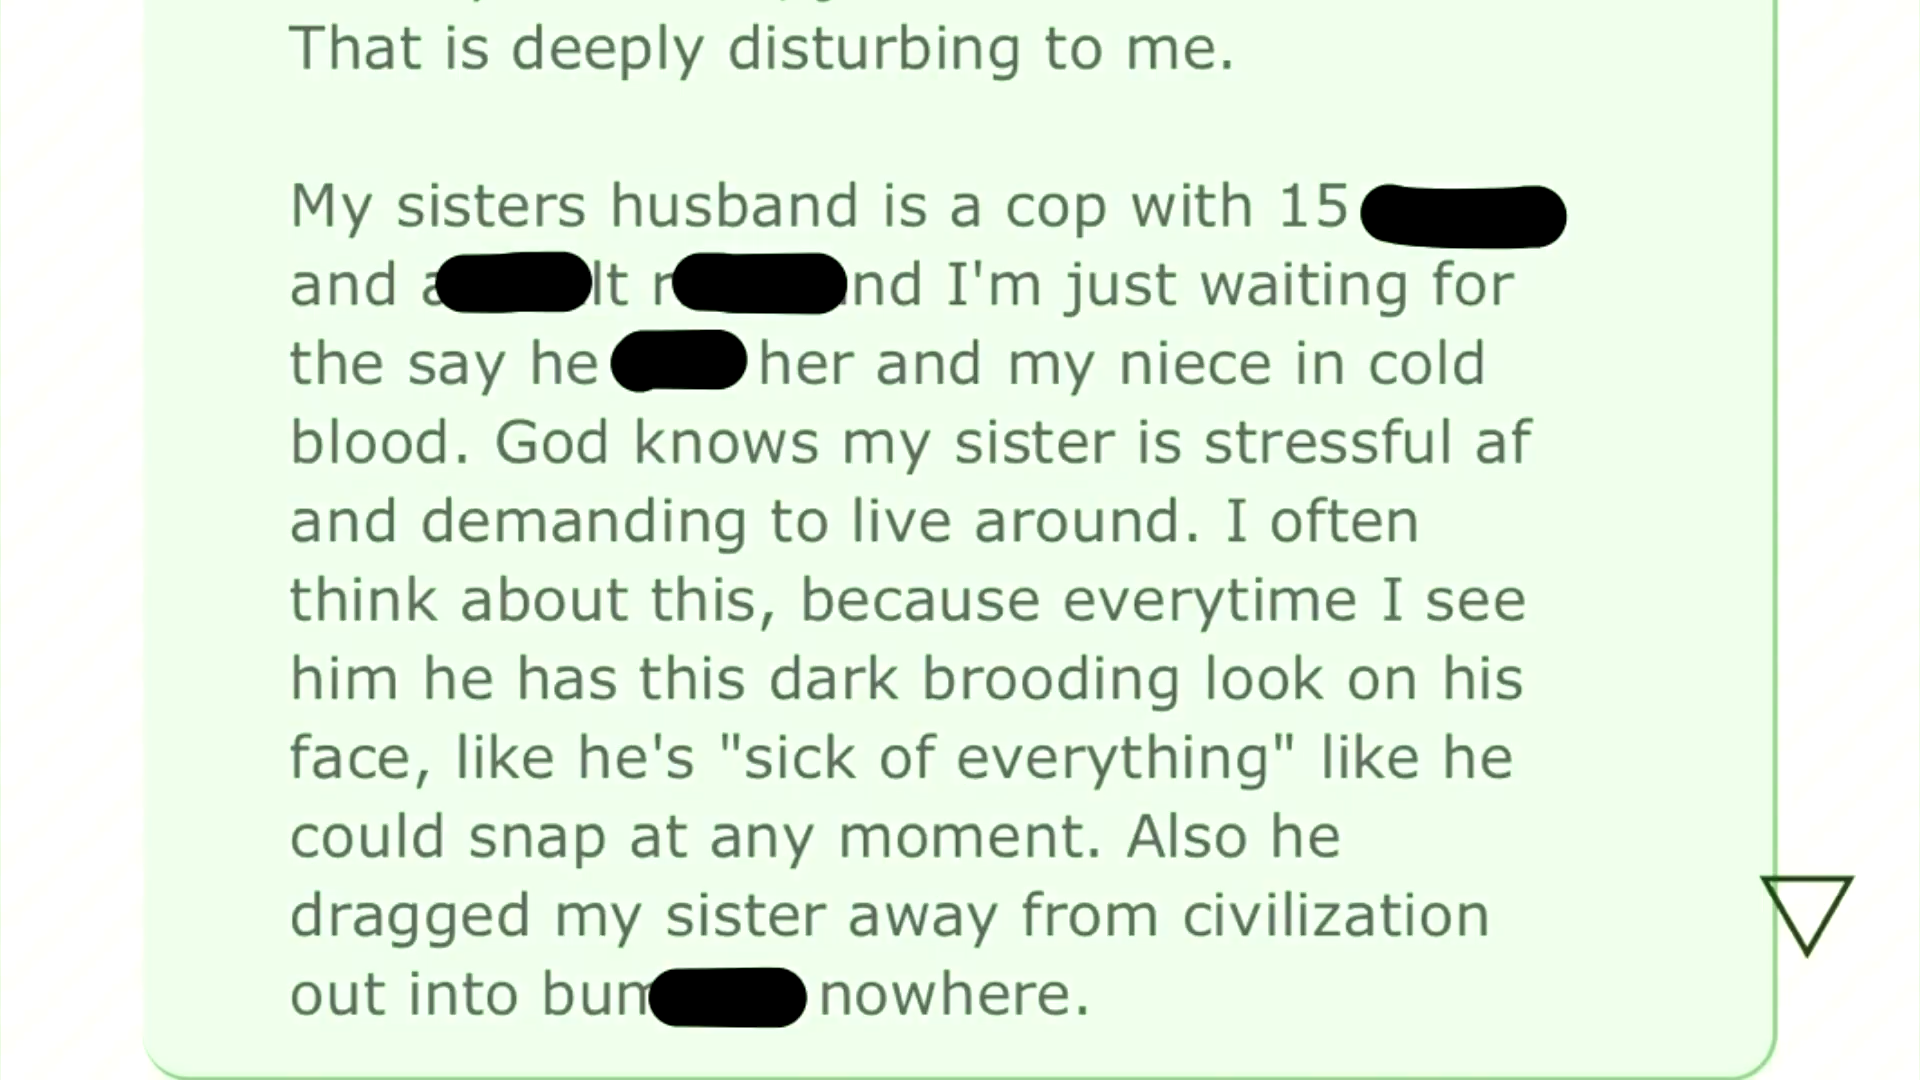 That is deeply disturbing to me.
My sisters husband is a cop with 15
and a lt r nd I'm just waiting for
the say he her and my niece in cold
blood. God knows my sister is stressful af
and demanding to live around. I often
think about this, because everytime I see
him he has this dark brooding look on his
face, like he's "sick of everything" like he
could snap at any moment. Also he
dragged my sister away from civilization
out into bum nowhere.